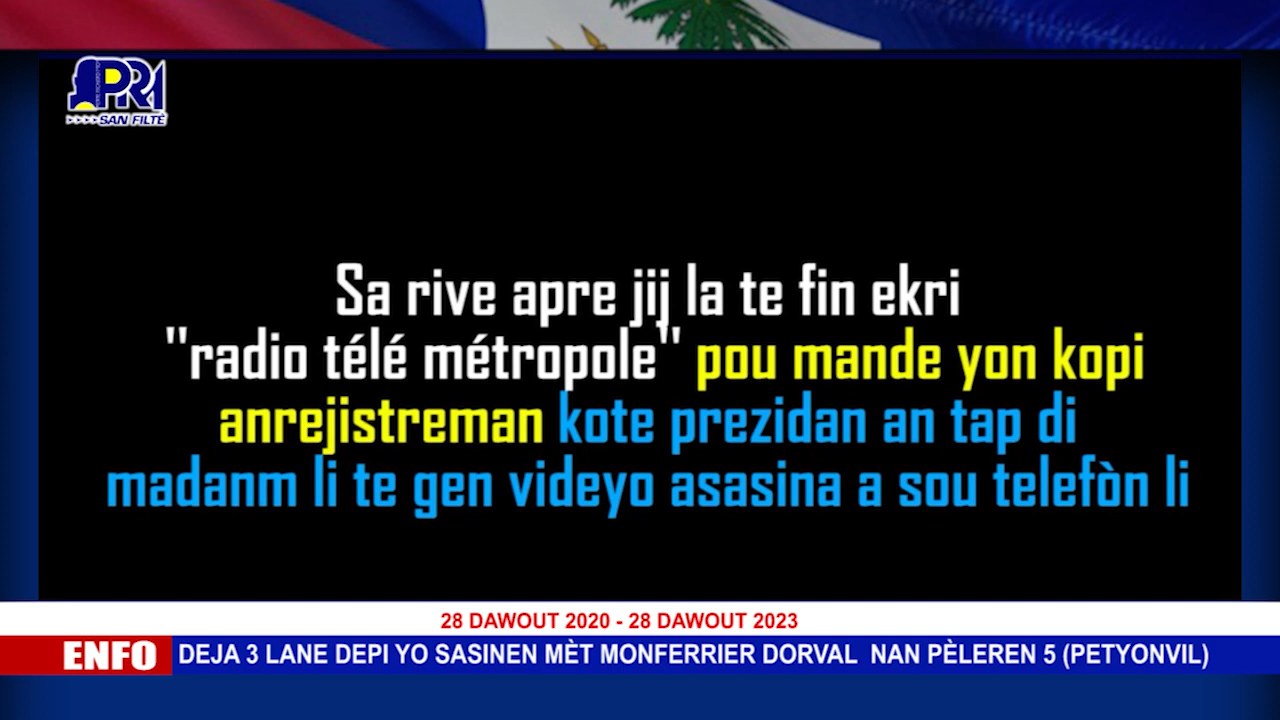 PRI
SAN FILTÈ
Sa rive apre jij la te fin ekri
"radio télé métropole" pou mande yon kopi
anrejistreman kote prezidan an tap di
madanm li te gen videyo asasina a sou telefòn li
28 DAWOUT 2020 - 28 DAWOUT 2023
ENFO DEJA 3 LANE DEPI YO SASINEN MÈT MONFERRIER DORVAL NAN PÈLEREN 5 (PETYONVIL)